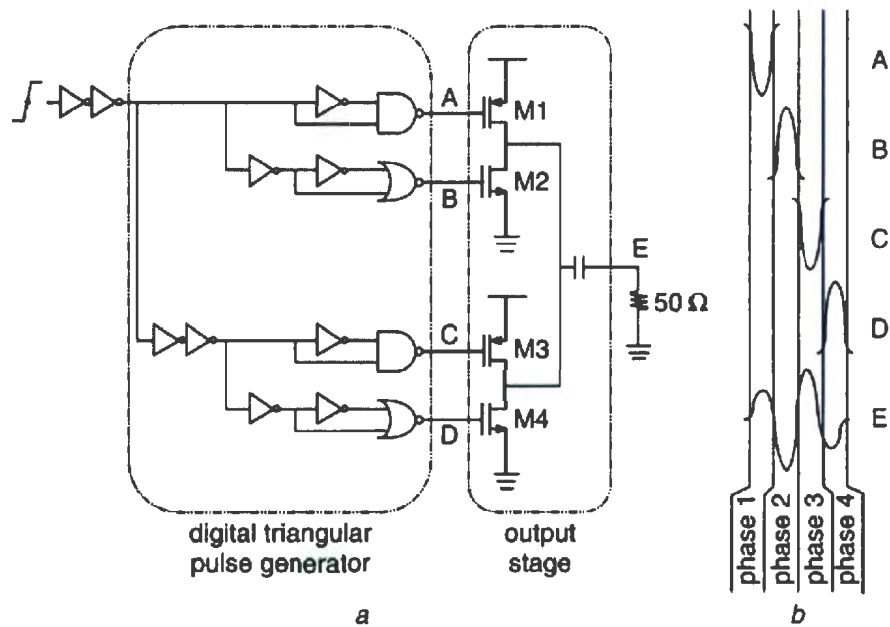 A
M1
B
M2
E
50 Ω
C
M3
D
M4
digital triangular
pulse generator
output
stage
a
A
B
C
D
E
phase 1
phase 2
phase 3
phase 4
b